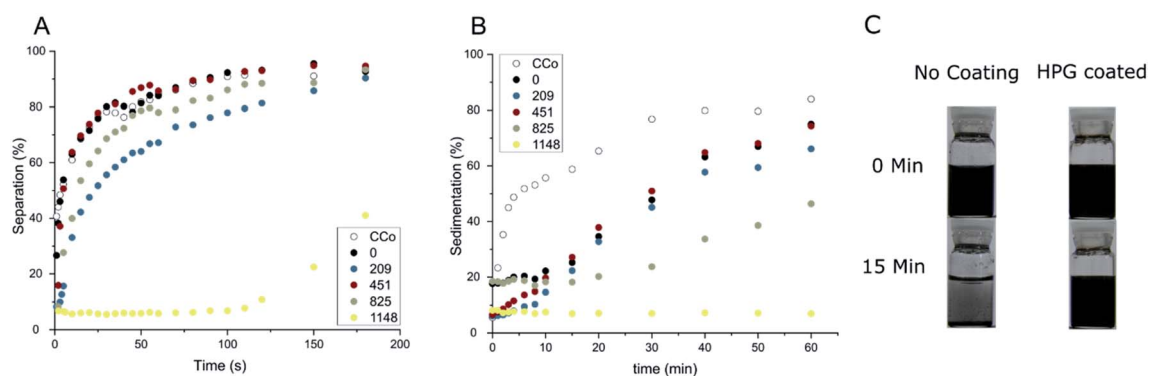 A
100
80
60
40
20
0
Separation (%)
0
50
100
150
200
Time (s)
CCo
0
209
451
825
1148
B
100
80
60
40
20
0
Sedimentation (%)
0
10
20
30
40
50
60
time (min)
CCo
0
209
451
825
1148
C
No Coating
HPG coated
0 Min
15 Min